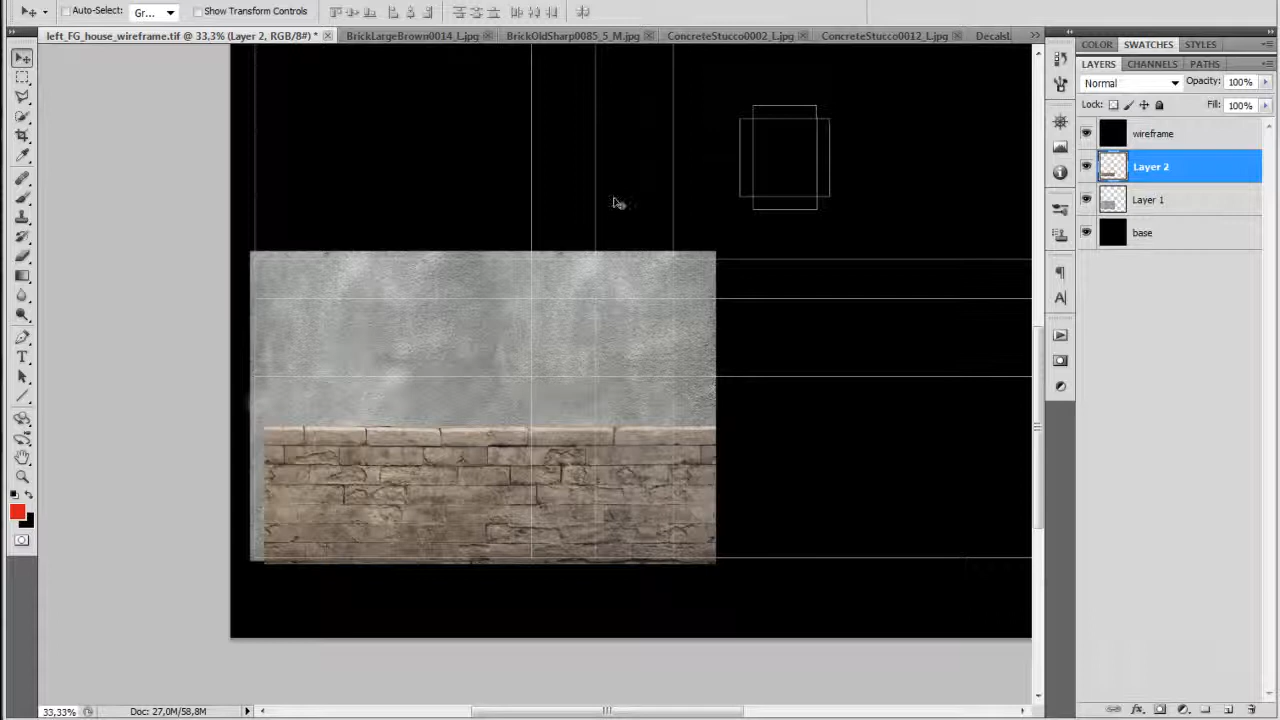 Auto-Select:
Gr...
Show Transform Controls
left_FG_house_wireframe.tif @ 33,3% (Layer 2, RGB/8#) *
BrickLargeBrown0014_L.jpg
BrickOldSharp0085_5_M.jpg
ConcreteStucco0002_L.jpg
ConcreteStucco0012_L.jpg
DecalsL
COLOR
SWATCHES
STYLES
LAYERS
CHANNELS
PATHS
Normal
Opacity: 100%
Lock:
Fill: 100%
wireframe
Layer 2
Layer 1
base
33,33%
Doc: 27,0M/58,8M